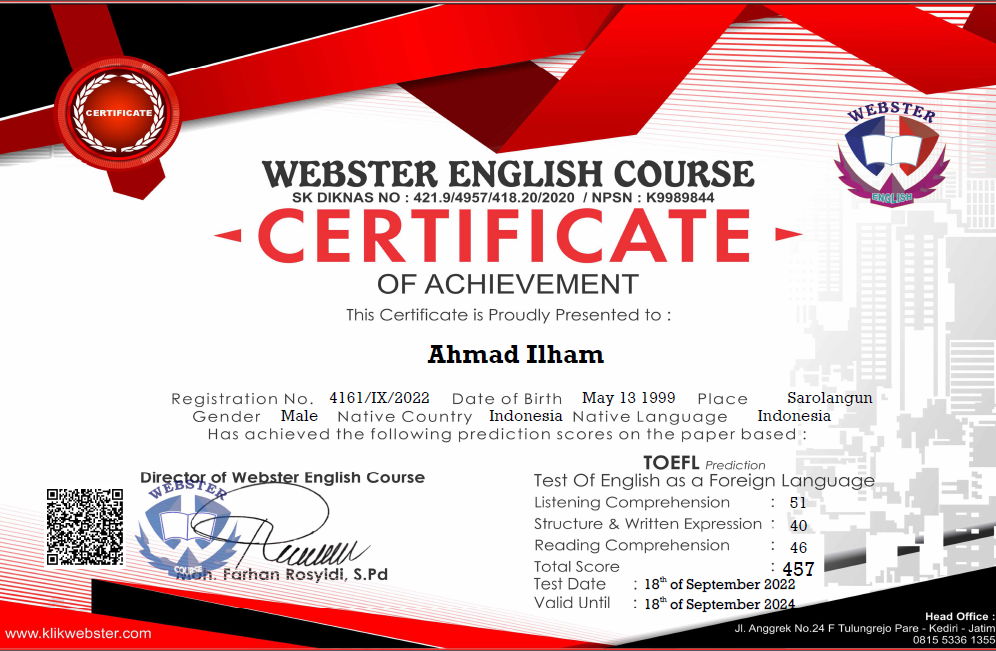 CERTIFICATE
WEBSTER
ENGLISH
WEBSTER ENGLISH COURSE
SK DIKNAS NO : 421.9/4957/418.20/2020 / NPSN : K9989844
CERTIFICATE
OF ACHIEVEMENT
This Certificate is Proudly Presented to :
Ahmad Ilham
Registration No. 4161/IX/2022 Date of Birth May 13 1999 Place Sarolangun
Gender Male Native Country Indonesia Native Language Indonesia
Has achieved the following prediction scores on the paper based :
TOEFL Prediction
Test Of English as a Foreign Language
Listening Comprehension : 51
Structure & Written Expression : 40
Reading Comprehension : 46
Total Score : 457
Test Date : 18th of September 2022
Valid Until : 18th of September 2024
Director of Webster English Course
WEBSTER
COURSE
Moh. Farhan Rosyidi, S.Pd
www.klikwebster.com
Head Office :
Jl. Anggrek No.24 F Tulungrejo Pare - Kediri - Jatim
0815 5336 1355